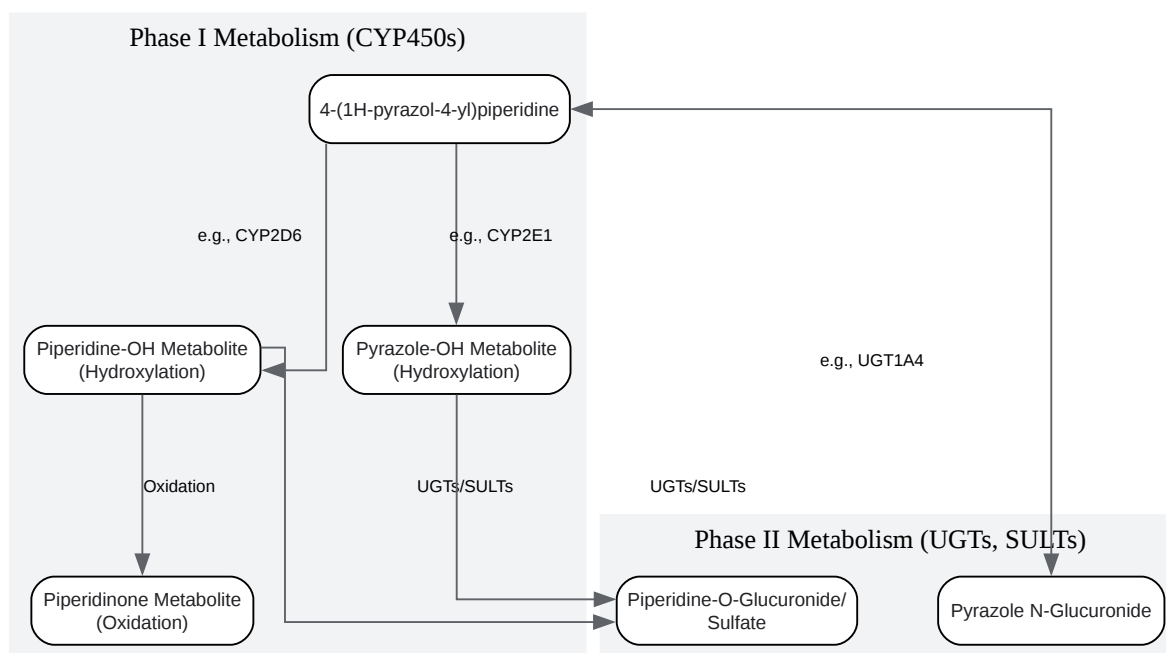 Phase I Metabolism (CYP450s)
4-(1H-pyrazol-4-yl)piperidine
e.g., CYP2D6
e.g., CYP2E1
Piperidine-OH Metabolite
(Hydroxylation)
Pyrazole-OH Metabolite
(Hydroxylation)
e.g., UGT1A4
Oxidation
UGTs/SULTs
UGTs/SULTs
Phase II Metabolism (UGTs, SULTs)
Piperidinone Metabolite
(Oxidation)
Piperidine-O-Glucuronide/
Sulfate
Pyrazole N-Glucuronide